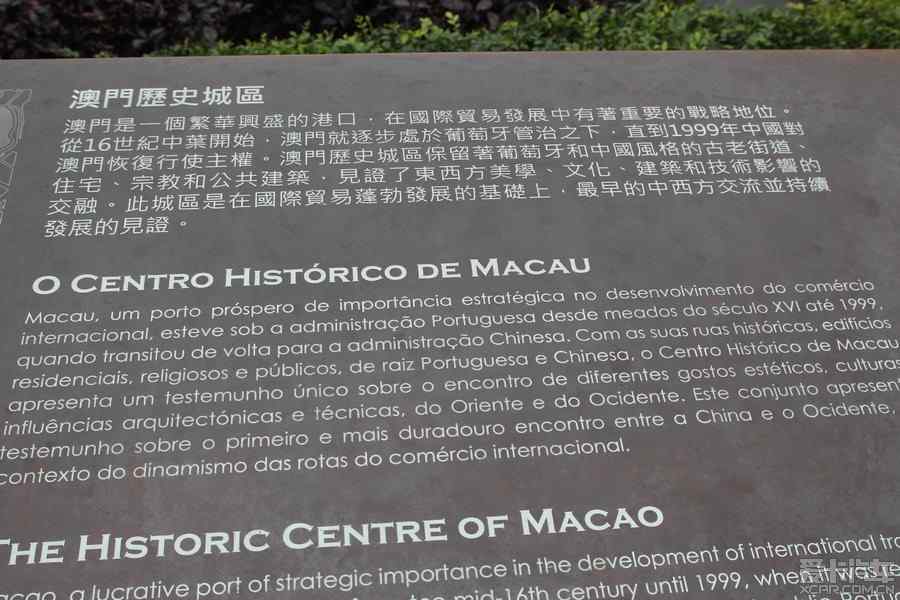 澳門歷史城區
澳門是一個繁華興盛的港口，在國際貿易發展中有著重要的戰略地位。
從16世紀中葉開始，澳門就逐步處於葡萄牙管治之下，直到1999年中國對
澳門恢復行使主權。澳門歷史城區保留著葡萄牙和中國風格的古老街道、
住宅、宗教和公共建築，見證了東西方美學、文化、建築和技術影響的
交融。此城區是在國際貿易蓬勃發展的基礎上，最早的中西方交流並持續
發展的見證。
O CENTRO HISTÓRICO DE MACAU
Macau, um porto próspero de importância estratégica no desenvolvimento do comércio
internacional, esteve sob a administração Portuguesa desde meados do século XVI até 1999,
quando transitou de volta para a administração Chinesa. Com as suas ruas históricas, edifícios
residenciais, religiosos e públicos, de raiz Portuguesa e Chinesa, o Centro Histórico de Macau
apresenta um testemunho único sobre o encontro de diferentes gostos estéticos, culturas
influências arquitectónicas e técnicas, do Oriente e do Ocidente. Este conjunto apresent
testemunho sobre o primeiro e mais duradouro encontro entre a China e o Ocidente,
contexto do dinamismo das rotas do comércio internacional.
THE HISTORIC CENTRE OF MACAO
acao, a lucrative port of strategic importance in the development of international tra
mid-16th century until 1999, when it was re
爱卡汽车
XCAR.COM.CN